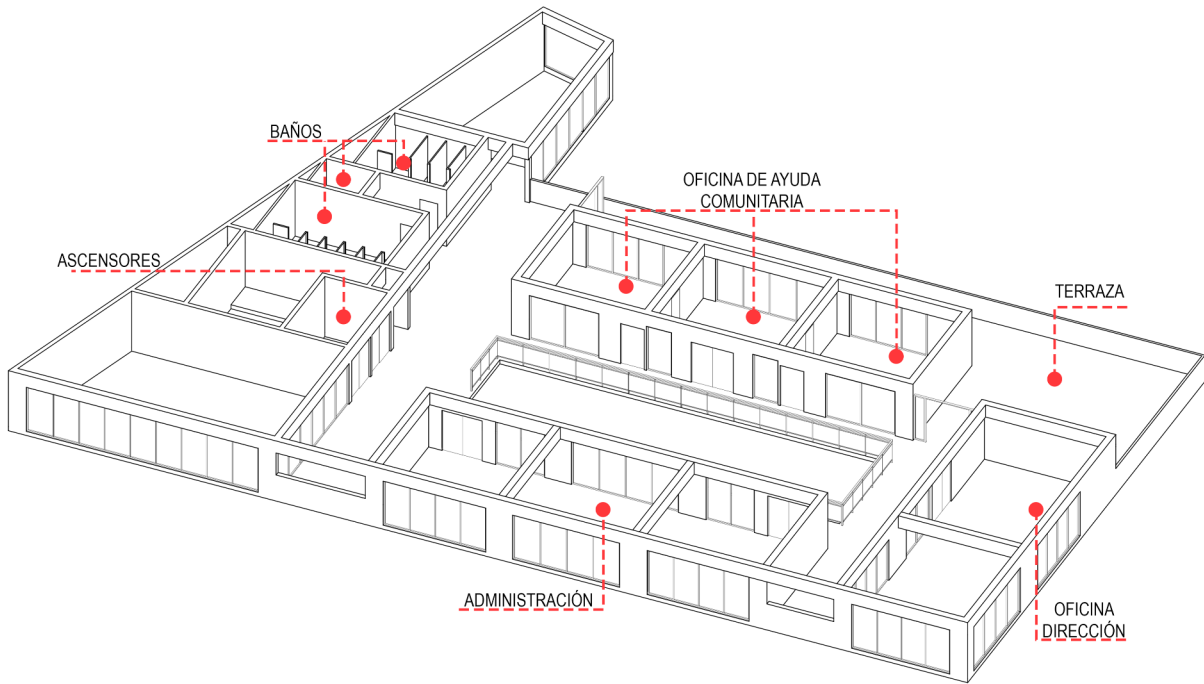 BAÑOS
OFICINA DE AYUDA
COMUNITARIA
ASCENSORES
TERRAZA
ADMINISTRACIÓN
OFICINA
DIRECCIÓN